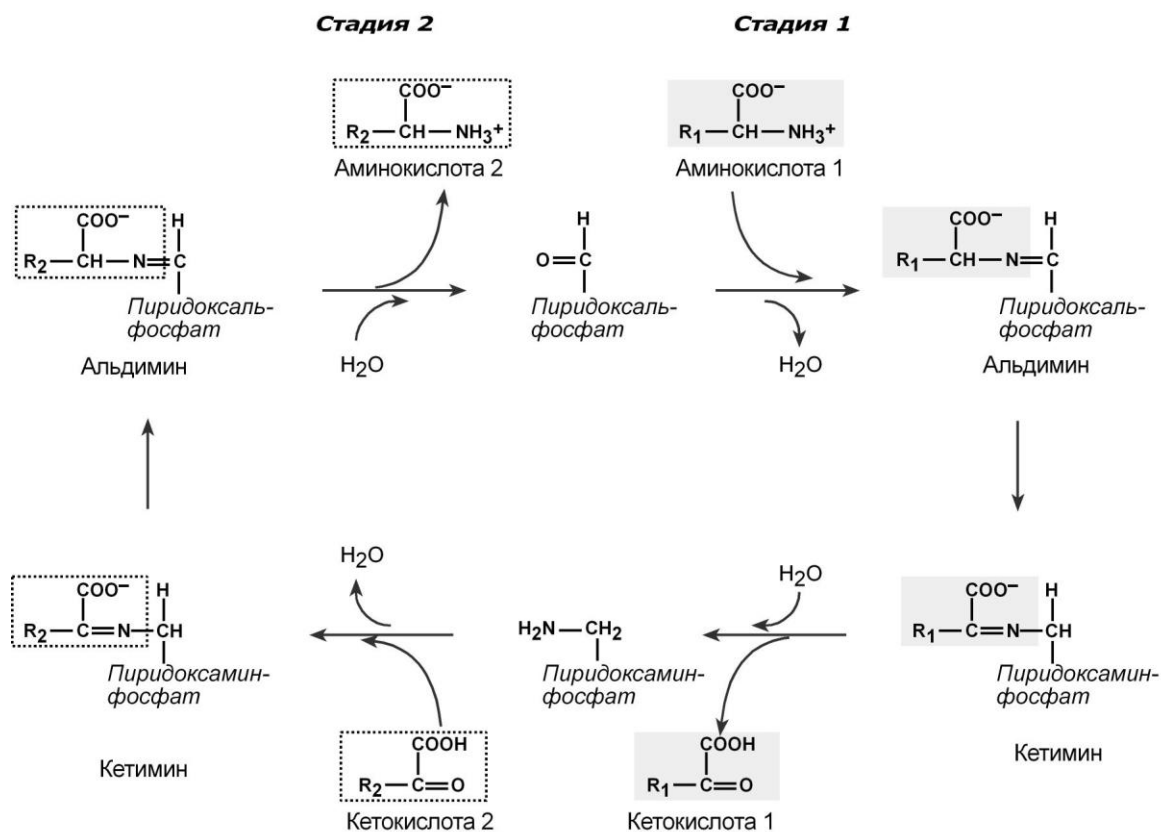 Стадия 2
Стадия 1
COO⁻
R₂—CH—NH₃⁺
Аминокислота 2
COO⁻
R₁—CH—NH₃⁺
Аминокислота 1
COO⁻ H
R₂—CH—N=C
Пиридоксаль-
фосфат
Альдимин
H₂O
H
O=C
Пиридоксаль-
фосфат
H₂O
COO⁻ H
R₁—CH—N=C
Пиридоксаль-
фосфат
Альдимин
COO⁻ H
R₂—C=N—CH
Пиридоксамин-
фосфат
Кетимин
H₂O
COOH
R₂—C=O
Кетокислота 2
H₂N—CH₂
Пиридоксамин-
фосфат
H₂O
COOH
R₁—C=O
Кетокислота 1
COO⁻ H
R₁—C=N—CH
Пиридоксамин-
фосфат
Кетимин